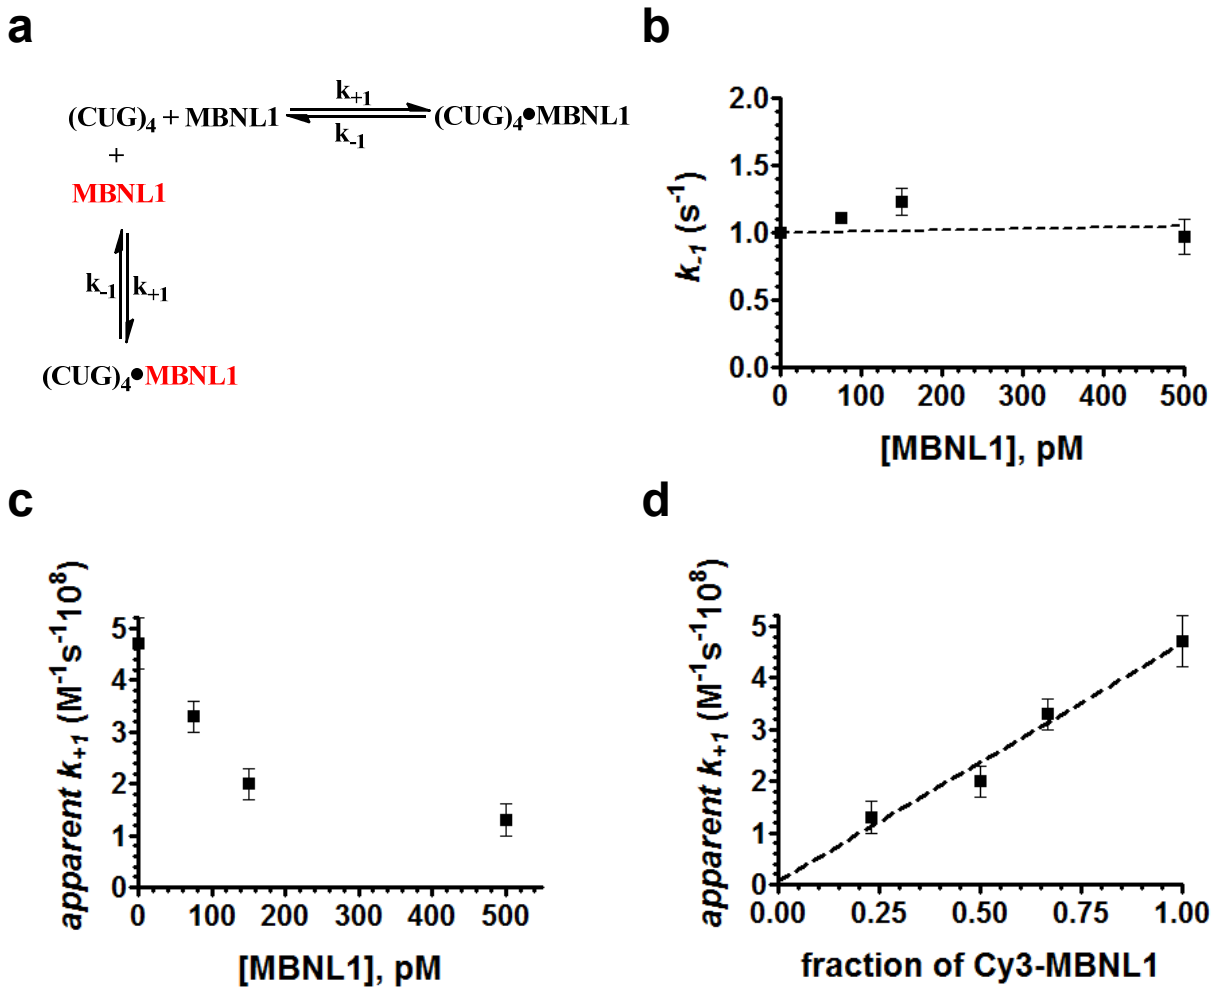 a
(CUG)4 + MBNL1 k+1 k-1 (CUG)4•MBNL1
+
MBNL1
k-1 k+1
(CUG)4•MBNL1
b
2.0
1.5
1.0
0.5
0.0
k-1 (s-1)
0 100 200 300 400 500
[MBNL1], pM
c
5
4
3
2
1
0
apparent k+1 (M-1s-1108)
0 100 200 300 400 500
[MBNL1], pM
d
5
4
3
2
1
0
apparent k+1 (M-1s-1108)
0.00 0.25 0.50 0.75 1.00
fraction of Cy3-MBNL1